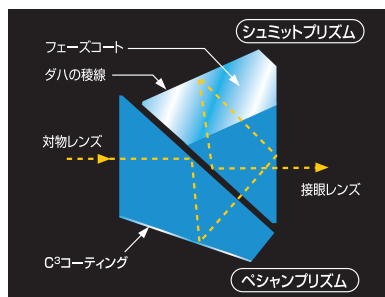 シュミットプリズム
フェーズコート
ダハの稜線
対物レンズ
接眼レンズ
C³コーティング
ペシャンプリズム